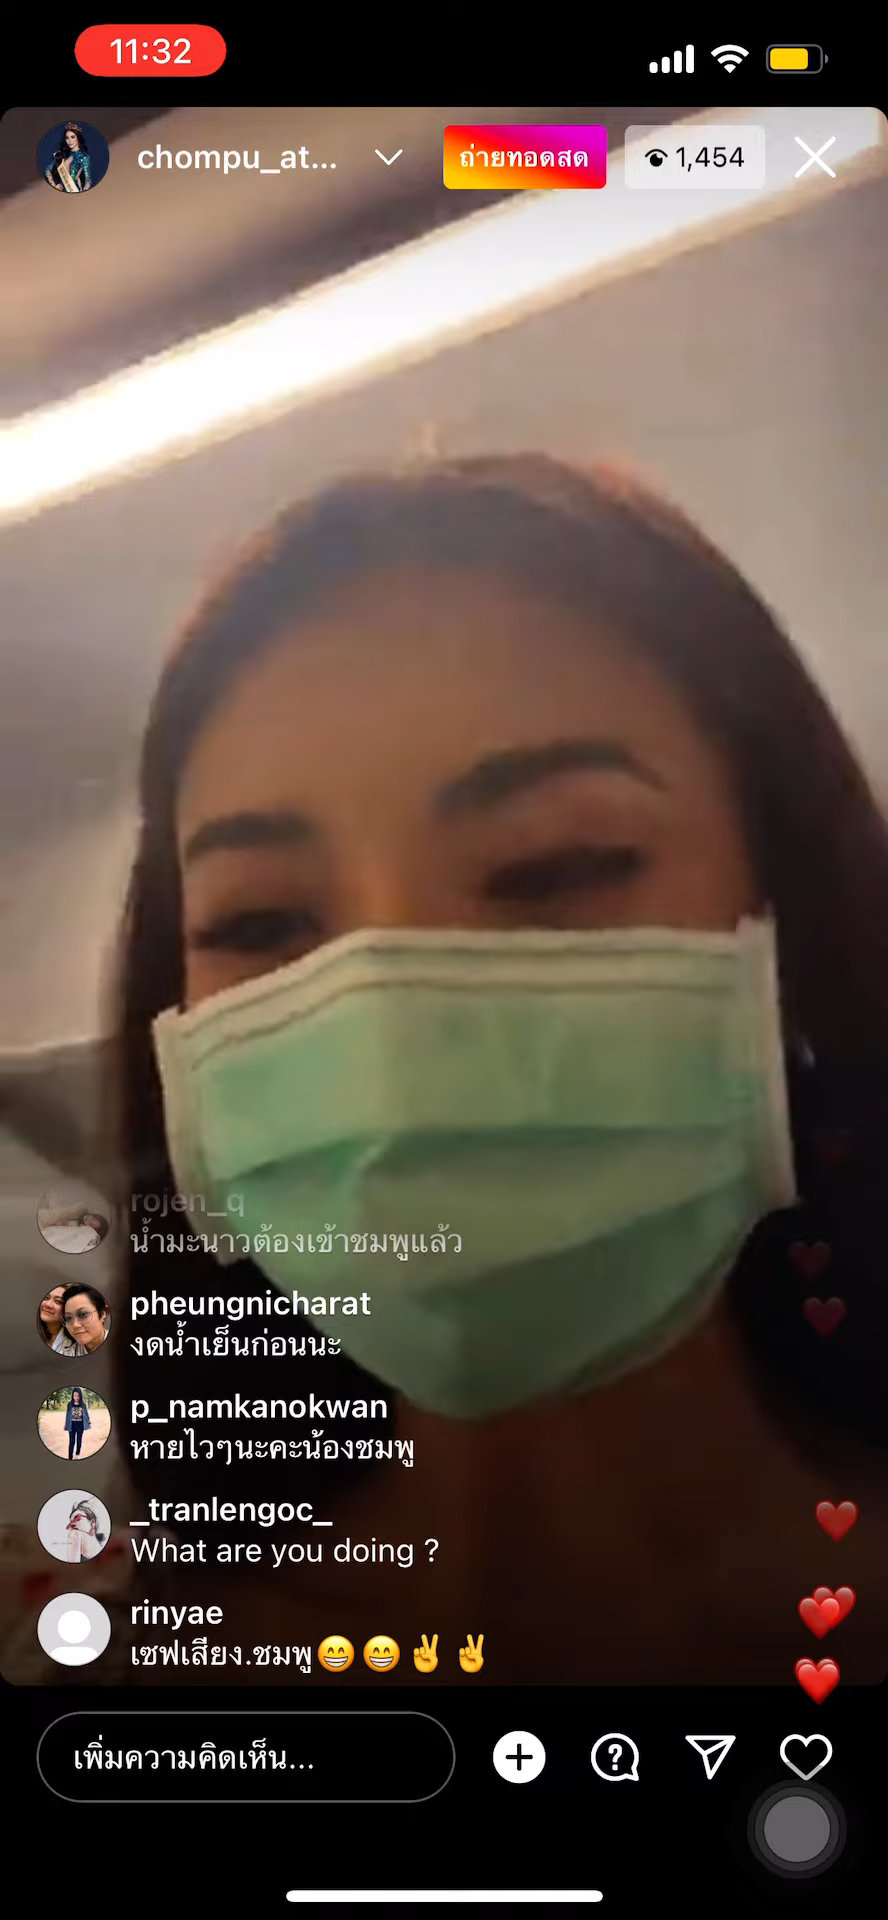 11:32
chompu_at...
ถ่ายทอดสด
1,454
rojen_q
น้ำมะนาวต้องเข้าชมพูแล้ว
pheungnicharat
งดน้ำเย็นก่อนนะ
p_namkanokwan
หายไวๆนะคะน้องชมพู
_tranlengoc_
What are you doing ?
rinyae
เซฟเสียง.ชมพู😁😁✌️✌️
เพิ่มความคิดเห็น...